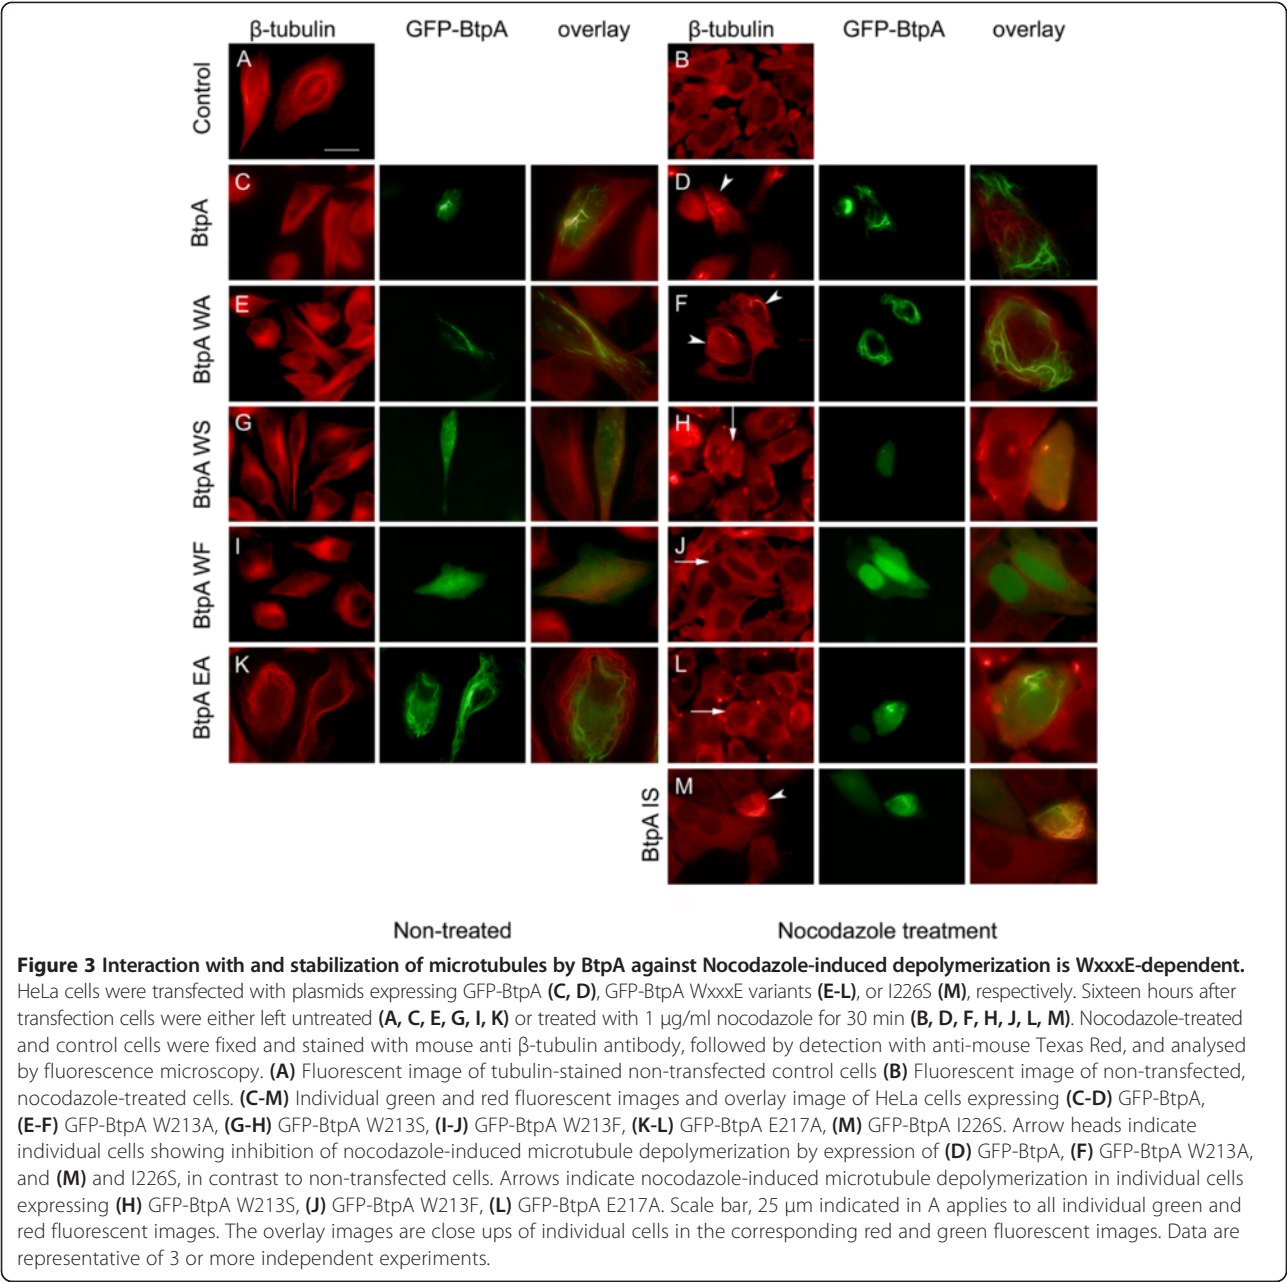 β-tubulin GFP-BtpA overlay β-tubulin GFP-BtpA overlay
Control A B
BtpA C D
BtpA WA E F
BtpA WS G H
BtpA WF I J
BtpA EA K L
BtpA IS M
Non-treated Nocodazole treatment
Figure 3 Interaction with and stabilization of microtubules by BtpA against Nocodazole-induced depolymerization is WxxxE-dependent.
HeLa cells were transfected with plasmids expressing GFP-BtpA (C, D), GFP-BtpA WxxxE variants (E-L), or I226S (M), respectively. Sixteen hours after
transfection cells were either left untreated (A, C, E, G, I, K) or treated with 1 μg/ml nocodazole for 30 min (B, D, F, H, J, L, M). Nocodazole-treated
and control cells were fixed and stained with mouse anti β-tubulin antibody, followed by detection with anti-mouse Texas Red, and analysed
by fluorescence microscopy. (A) Fluorescent image of tubulin-stained non-transfected control cells (B) Fluorescent image of non-transfected,
nocodazole-treated cells. (C-M) Individual green and red fluorescent images and overlay image of HeLa cells expressing (C-D) GFP-BtpA,
(E-F) GFP-BtpA W213A, (G-H) GFP-BtpA W213S, (I-J) GFP-BtpA W213F, (K-L) GFP-BtpA E217A, (M) GFP-BtpA I226S. Arrow heads indicate
individual cells showing inhibition of nocodazole-induced microtubule depolymerization by expression of (D) GFP-BtpA, (F) GFP-BtpA W213A,
and (M) and I226S, in contrast to non-transfected cells. Arrows indicate nocodazole-induced microtubule depolymerization in individual cells
expressing (H) GFP-BtpA W213S, (J) GFP-BtpA W213F, (L) GFP-BtpA E217A. Scale bar, 25 μm indicated in A applies to all individual green and
red fluorescent images. The overlay images are close ups of individual cells in the corresponding red and green fluorescent images. Data are
representative of 3 or more independent experiments.